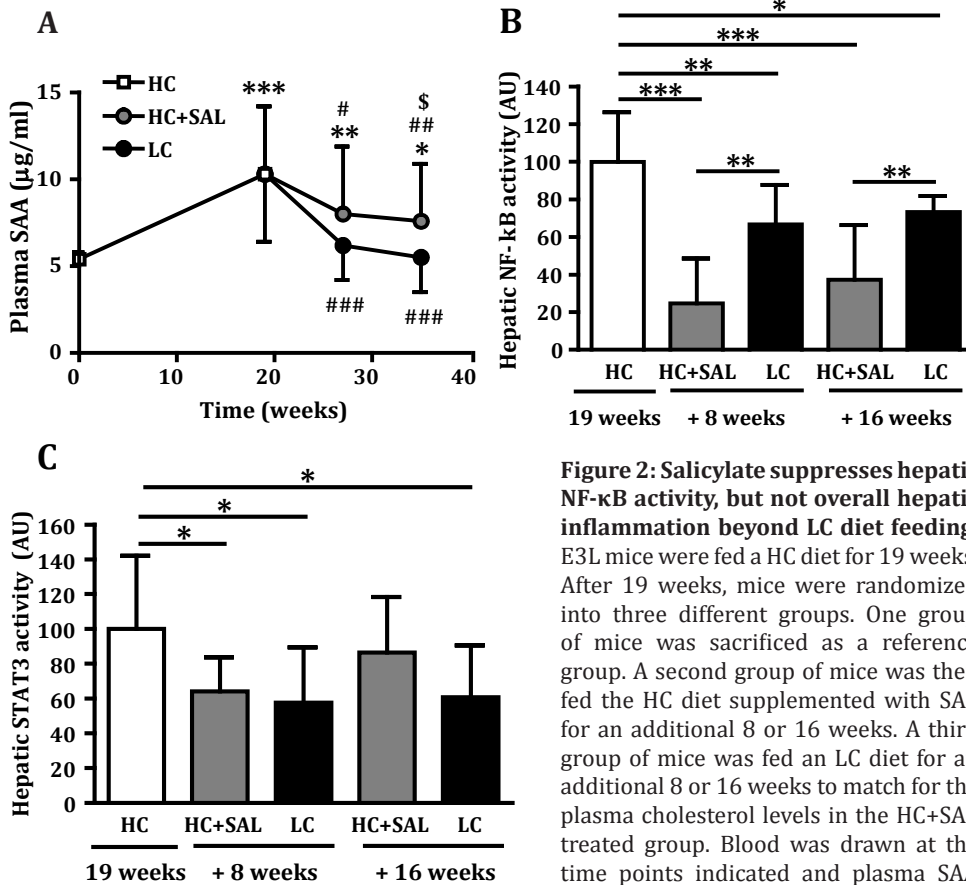 A
15
10
5
0
Plasma SAA (μg/ml)
HC
HC+SAL
LC
***
#
**
$
##
*
###
###
0 10 20 30 40
Time (weeks)
B
*
***
**
***
**
**
140
120
100
80
60
40
20
0
Hepatic NF-kB activity (AU)
HC HC+SAL LC HC+SAL LC
19 weeks + 8 weeks + 16 weeks
C
*
*
*
160
140
120
100
80
60
40
20
0
Hepatic STAT3 activity (AU)
HC HC+SAL LC HC+SAL LC
19 weeks + 8 weeks + 16 weeks
Figure 2: Salicylate suppresses hepati
NF-κB activity, but not overall hepati
inflammation beyond LC diet feeding
E3L mice were fed a HC diet for 19 weeks
After 19 weeks, mice were randomize
into three different groups. One grou
of mice was sacrificed as a referenc
group. A second group of mice was the
fed the HC diet supplemented with SA
for an additional 8 or 16 weeks. A thir
group of mice was fed an LC diet for a
additional 8 or 16 weeks to match for th
plasma cholesterol levels in the HC+SA
treated group. Blood was drawn at th
time points indicated and plasma SAA